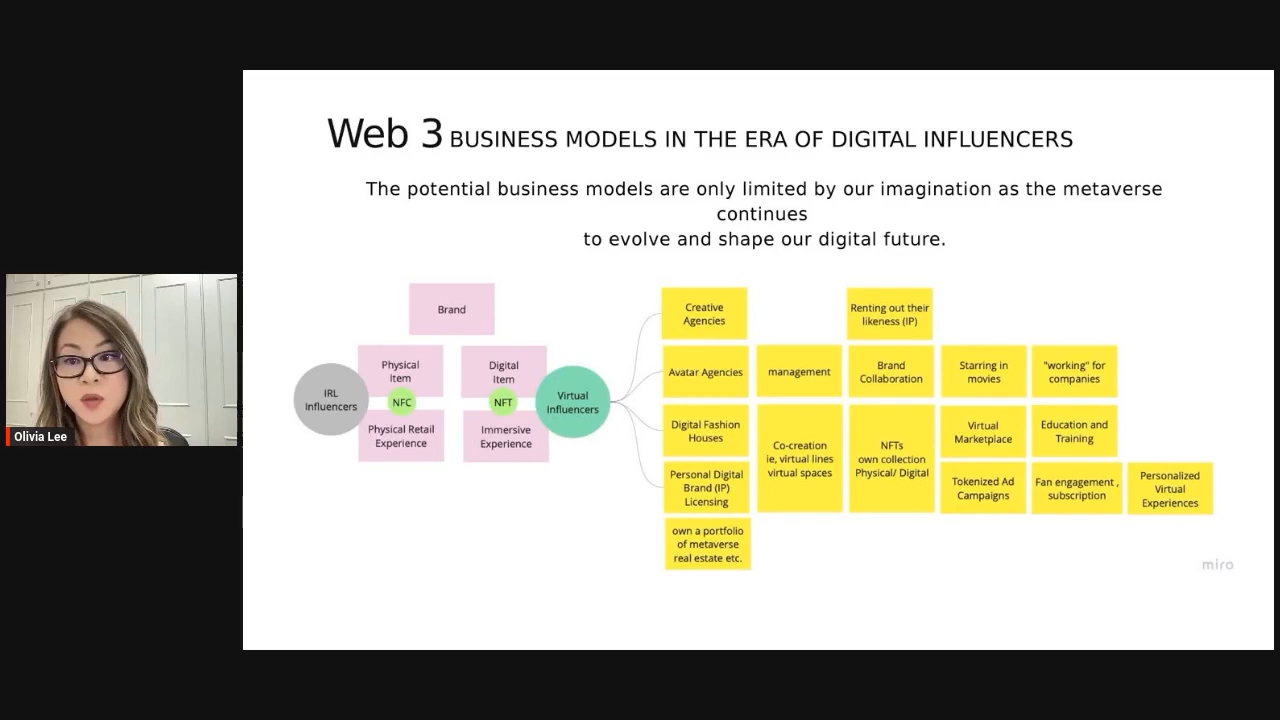 Web 3 BUSINESS MODELS IN THE ERA OF DIGITAL INFLUENCERS
The potential business models are only limited by our imagination as the metaverse
continues
to evolve and shape our digital future.
Brand
Physical
Item
Digital
Item
IRL
Influencers
NFC
NFT
Virtual
Influencers
Physical Retail
Experience
Immersive
Experience
Creative
Agencies
Renting out their
likeness (IP)
Avatar Agencies
management
Brand
Collaboration
Starring in
movies
"working" for
companies
Digital Fashion
Houses
Co-creation
ie, virtual lines
virtual spaces
NFTs
own collection
Physical/ Digital
Virtual
Marketplace
Education and
Training
Personal Digital
Brand (IP)
Licensing
Tokenized Ad
Campaigns
Fan engagement ,
subscription
Personalized
Virtual
Experiences
own a portfolio
of metaverse
real estate etc.
miro
Olivia Lee